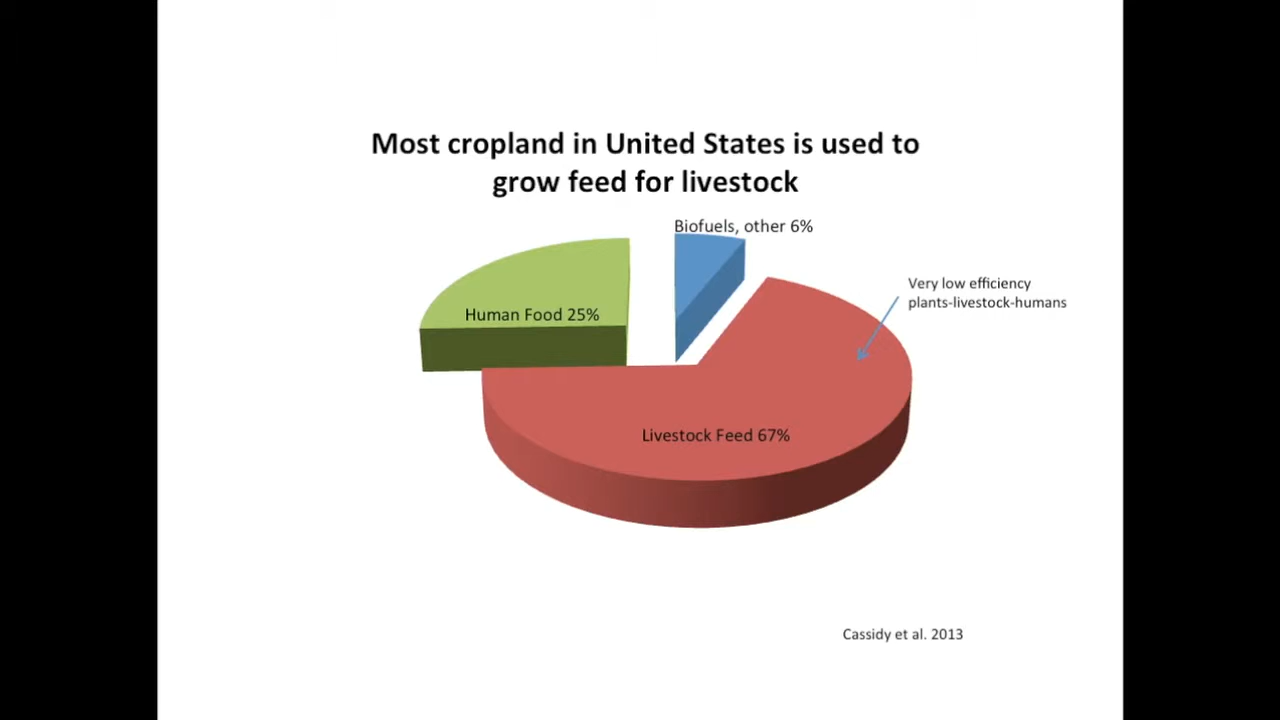 Most cropland in United States is used to
grow feed for livestock
Biofuels, other 6%
Very low efficiency
plants-livestock-humans
Human Food 25%
Livestock Feed 67%
Cassidy et al. 2013